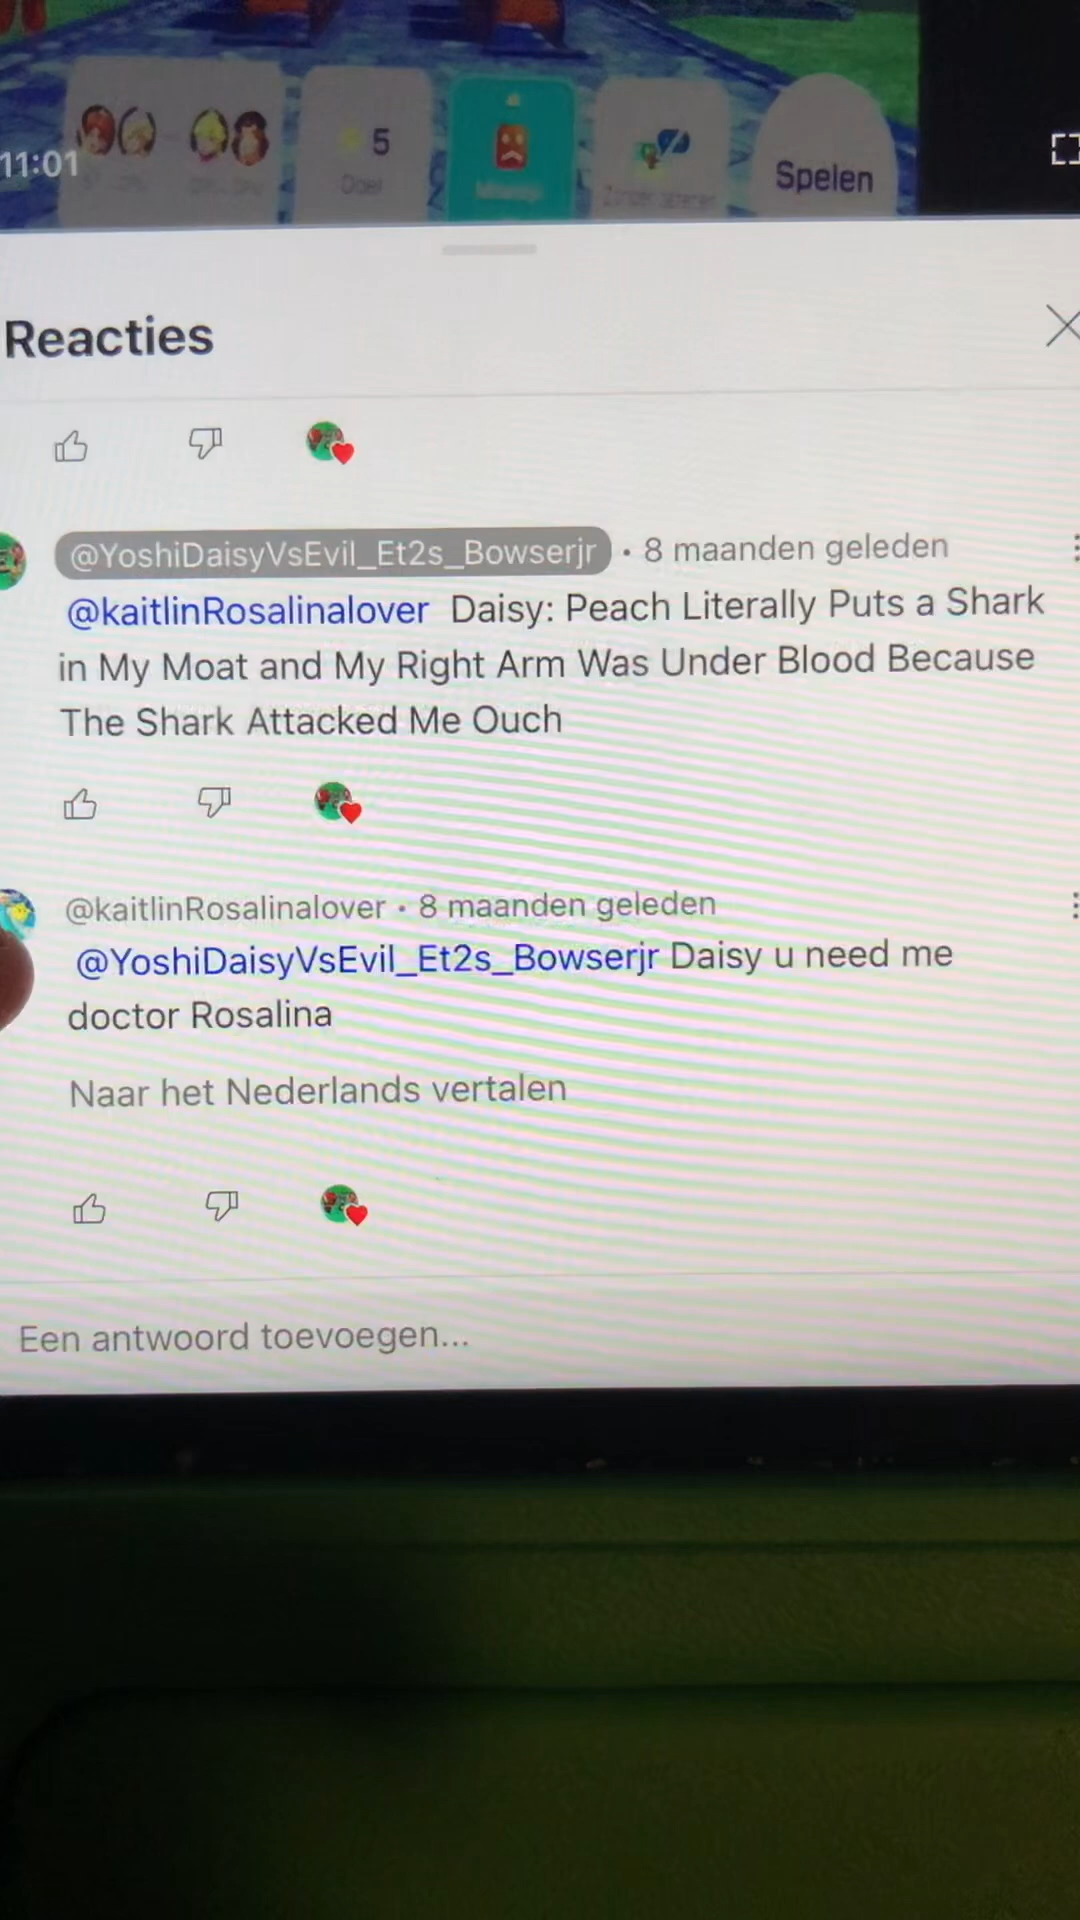 11:01
5
Doel
Spelen
Reacties
@YoshiDaisyVsEvil_Et2s_Bowserjr · 8 maanden geleden
@kaitlinRosalinalover Daisy: Peach Literally Puts a Shark
in My Moat and My Right Arm Was Under Blood Because
The Shark Attacked Me Ouch
@kaitlinRosalinalover · 8 maanden geleden
@YoshiDaisyVsEvil_Et2s_Bowserjr Daisy u need me
doctor Rosalina
Naar het Nederlands vertalen
Een antwoord toevoegen...